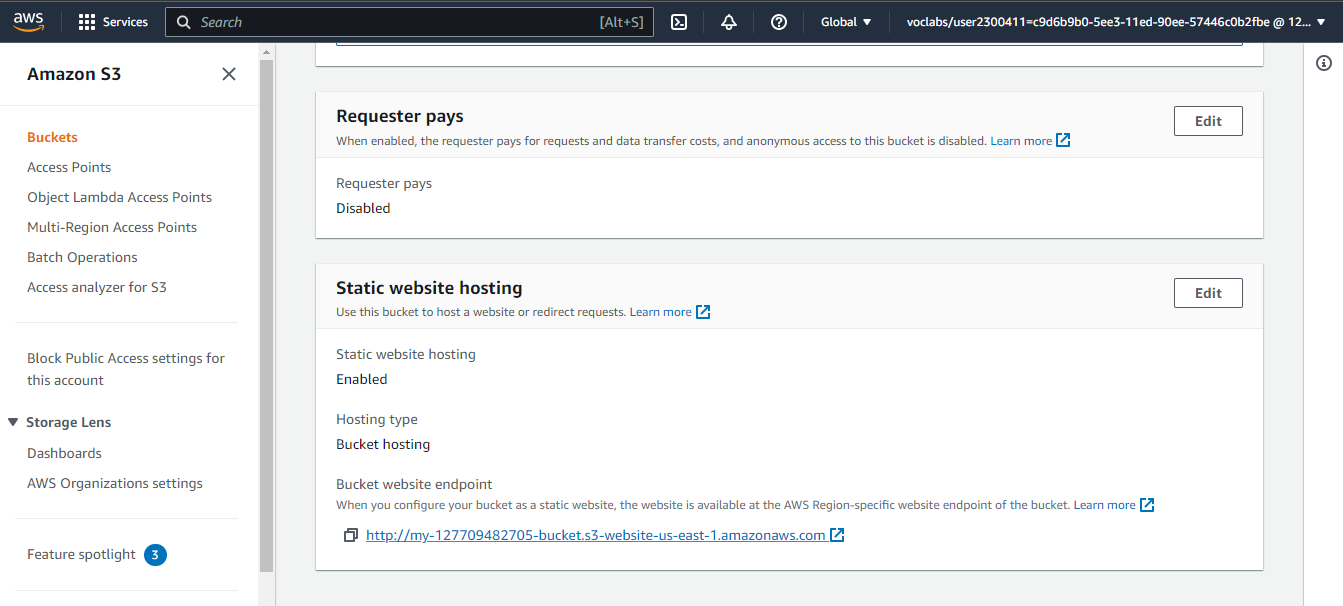 aws
Services
Search [Alt+S]
Global
voclabs/user2300411=c9d6b9b0-5ee3-11ed-90ee-57446c0b2fbe @ 12...
Amazon S3
Buckets
Access Points
Object Lambda Access Points
Multi-Region Access Points
Batch Operations
Access analyzer for S3
Block Public Access settings for
this account
Storage Lens
Dashboards
AWS Organizations settings
Feature spotlight 3
Requester pays
Edit
When enabled, the requester pays for requests and data transfer costs, and anonymous access to this bucket is disabled. Learn more
Requester pays
Disabled
Static website hosting
Edit
Use this bucket to host a website or redirect requests. Learn more
Static website hosting
Enabled
Hosting type
Bucket hosting
Bucket website endpoint
When you configure your bucket as a static website, the website is available at the AWS Region-specific website endpoint of the bucket. Learn more
http://my-127709482705-bucket.s3-website-us-east-1.amazonaws.com